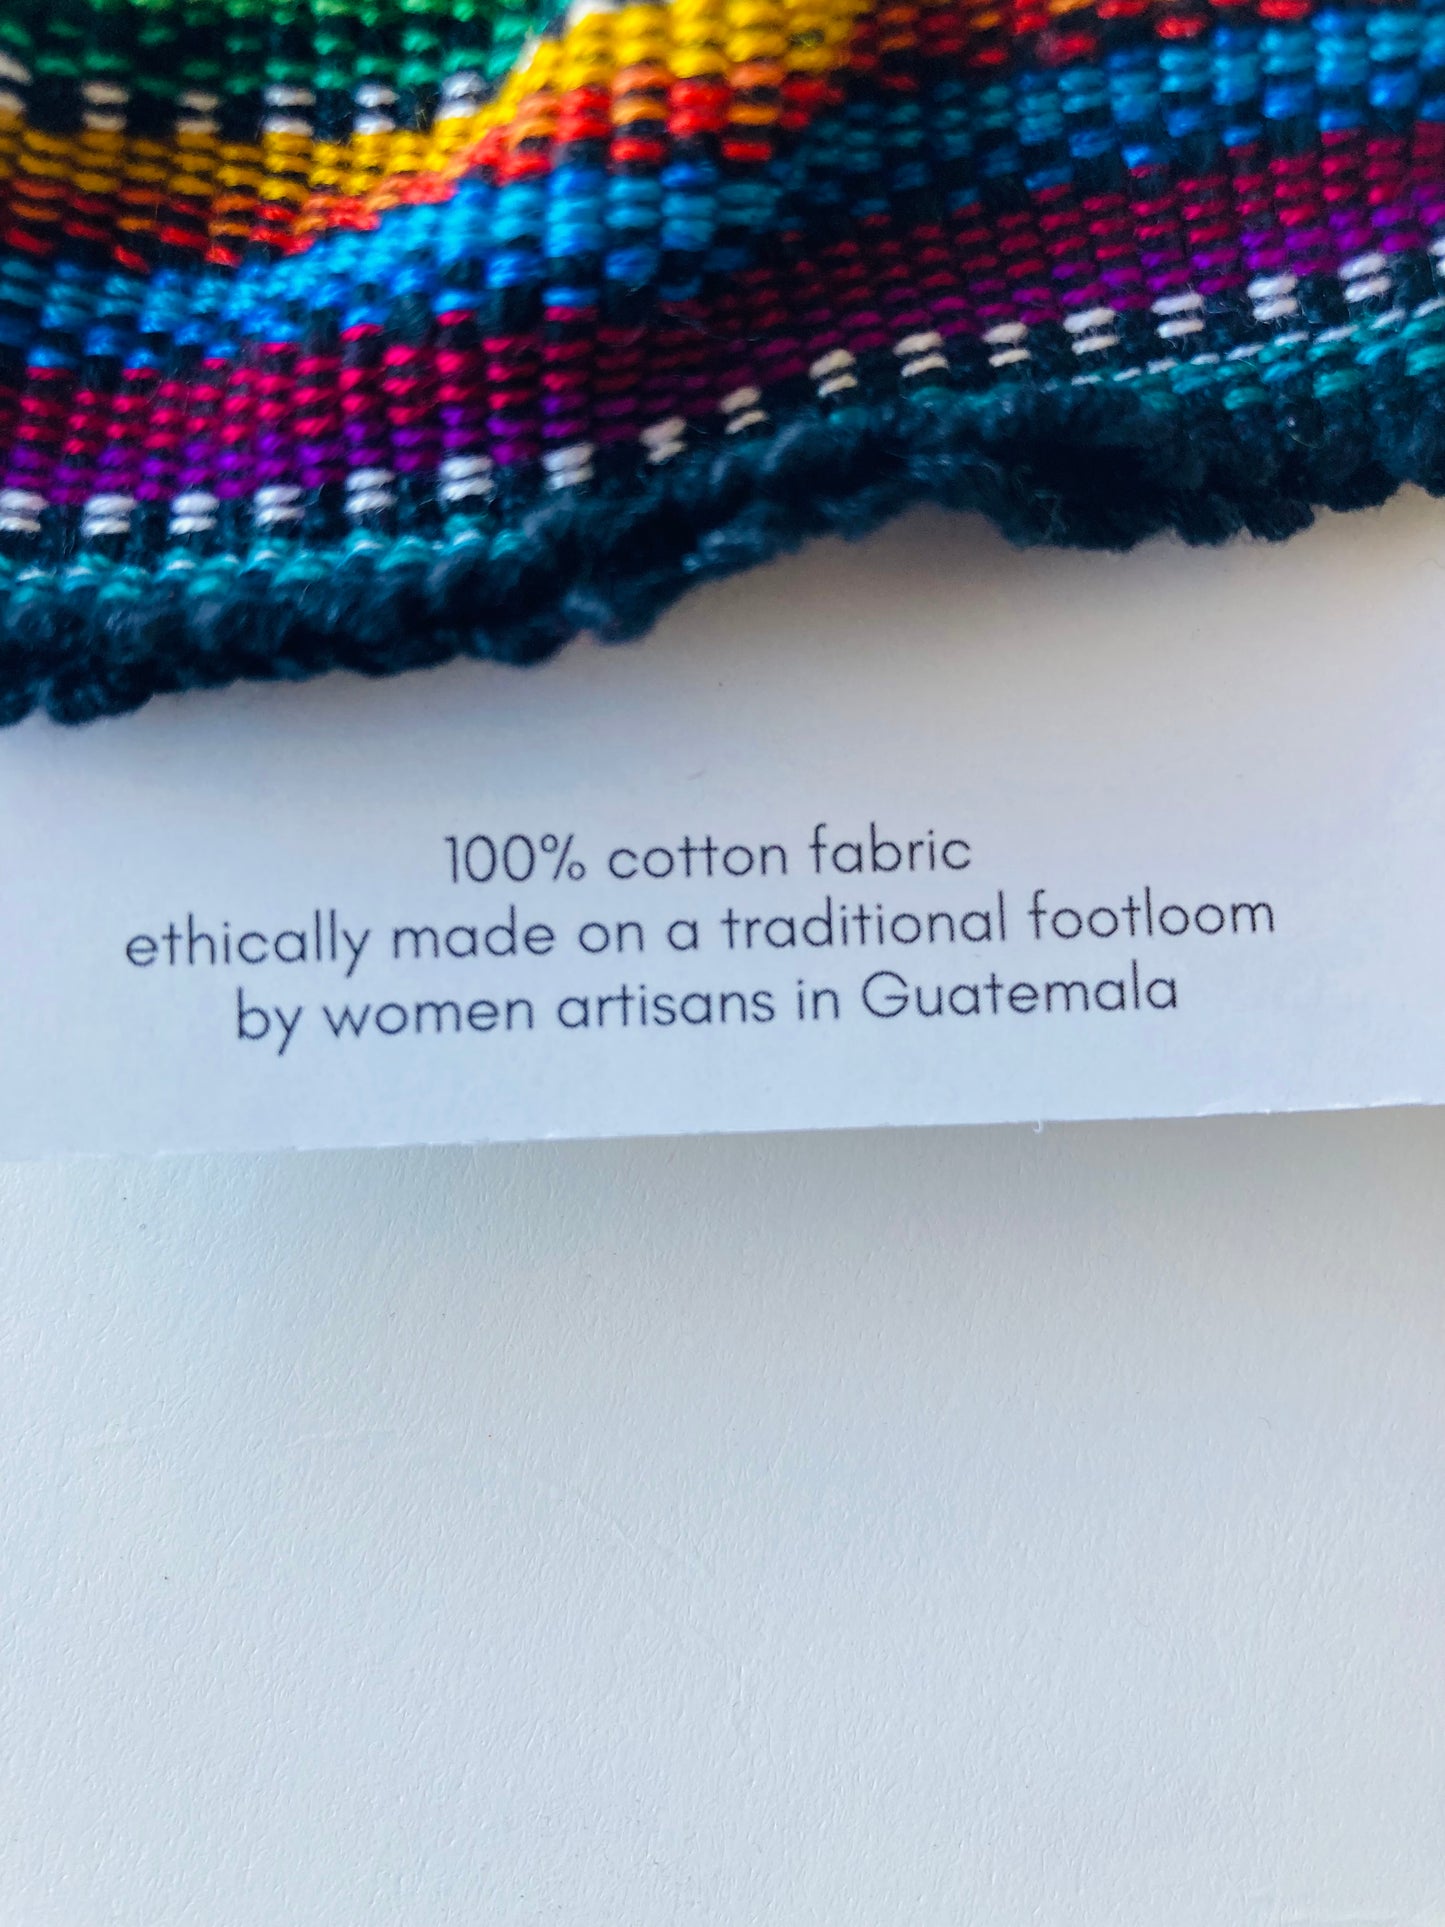 100% cotton fabric
ethically made on a traditional footloom
by women artisans in Guatemala